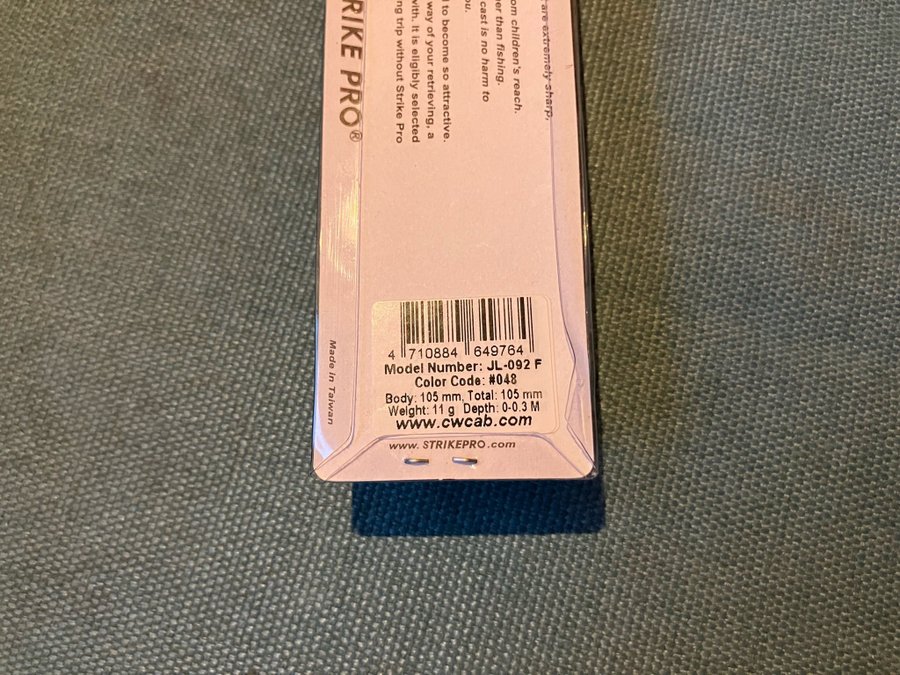 are extremely sharp,
om children's reach.
er than fishing.
cast is no harm to
ou.
to become so attractive.
way of your retrieving, a
with. It is eligibly selected
ng trip without Strike Pro
RIKE PRO®
Made in Taiwan
4 710884 649764
Model Number: JL-092 F
Color Code: #048
Body: 105 mm, Total: 105 mm
Weight: 11 g Depth: 0-0.3 M
www.cwcab.com
www. STRIKEPRO.com